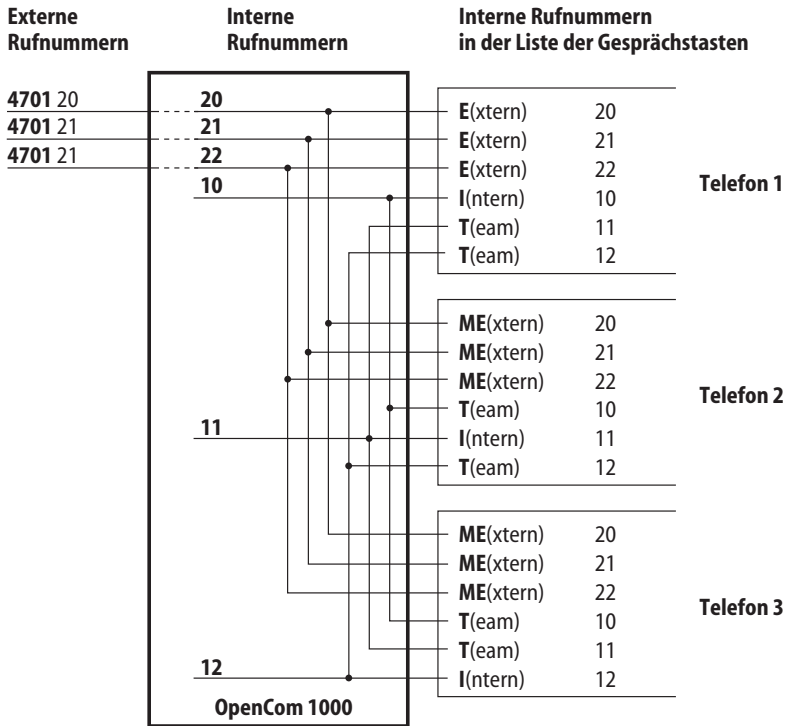 Externe Rufnummern
Interne Rufnummern
Interne Rufnummern in der Liste der Gesprächstasten
4701 20
4701 21
4701 21
20
21
22
10
11
12
OpenCom 1000
E(xtern) 20
E(xtern) 21
E(xtern) 22
I(ntern) 10
T(eam) 11
T(eam) 12
Telefon 1
ME(xtern) 20
ME(xtern) 21
ME(xtern) 22
T(eam) 10
I(ntern) 11
T(eam) 12
Telefon 2
ME(xtern) 20
ME(xtern) 21
ME(xtern) 22
T(eam) 10
T(eam) 11
I(ntern) 12
Telefon 3